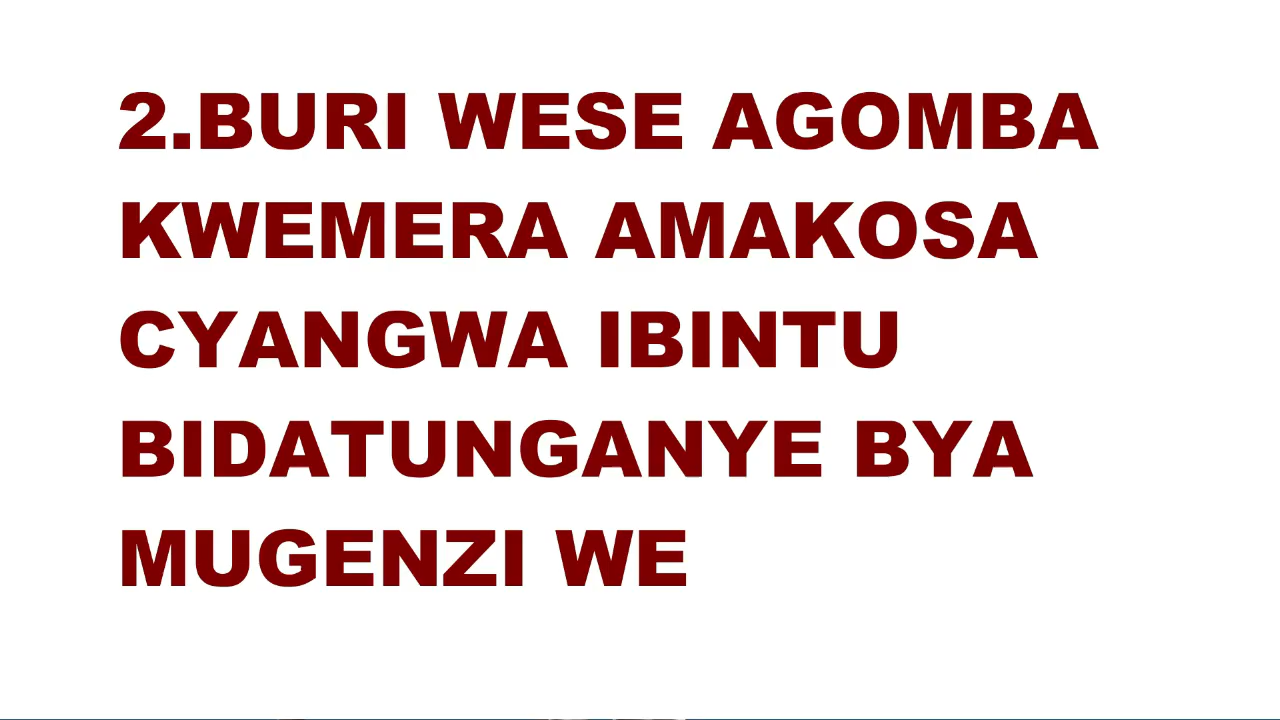 2.BURI WESE AGOMBA
KWEMERA AMAKOSA
CYANGWA IBINTU
BIDATUNGANYE BYA
MUGENZI WE